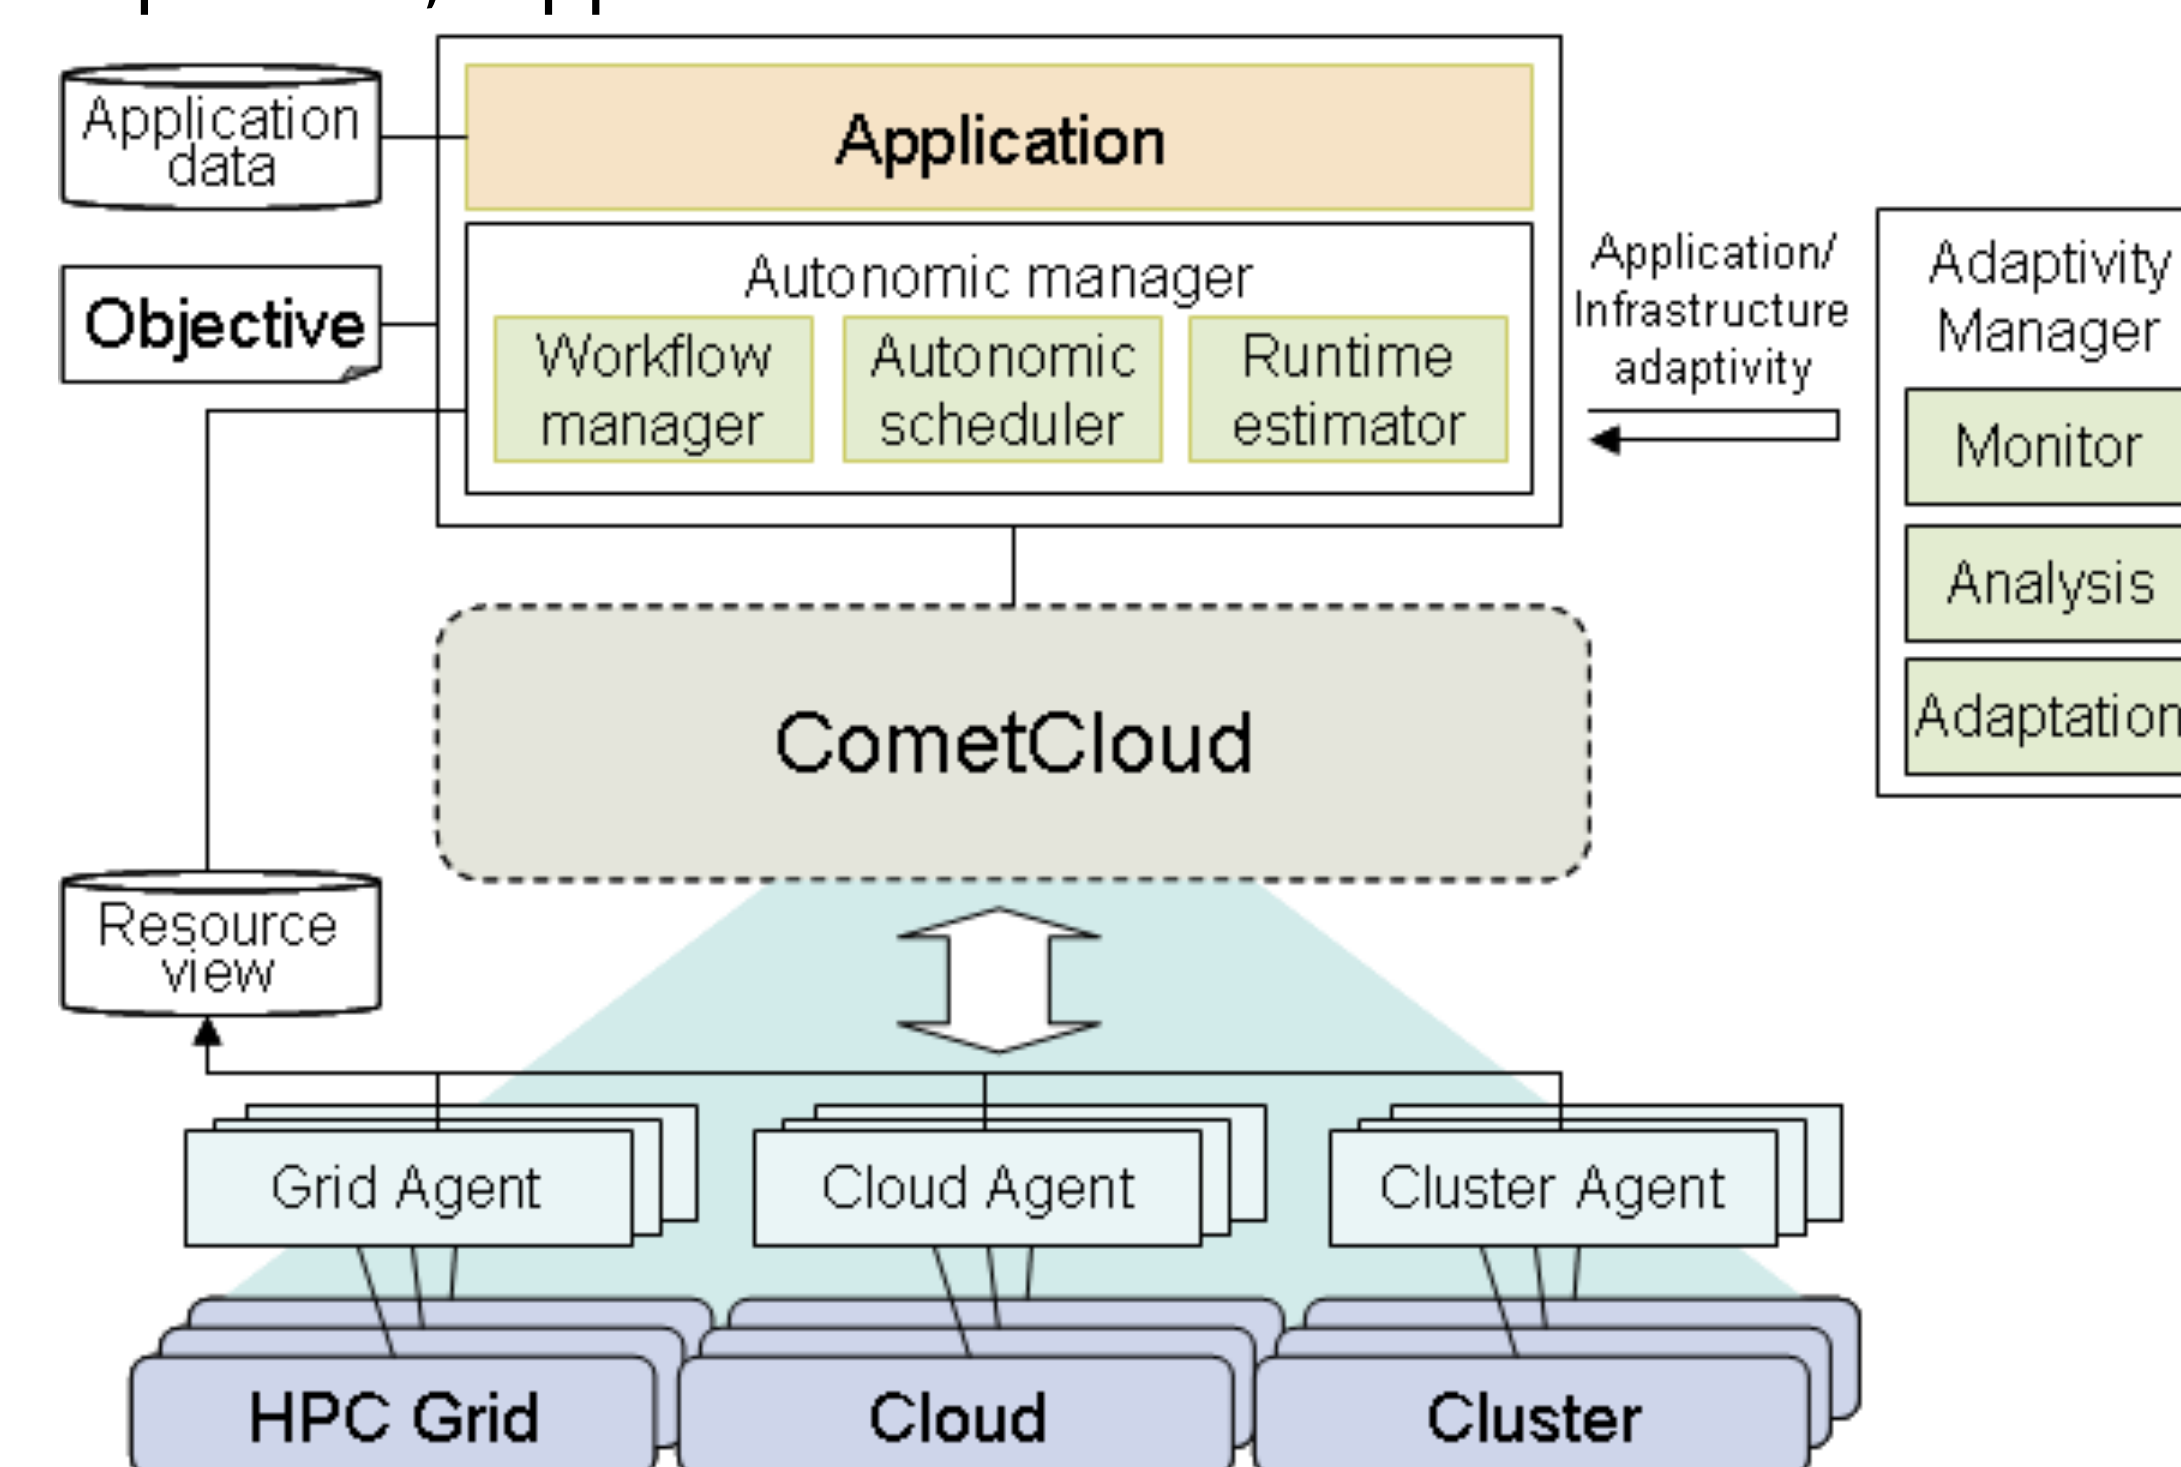 Application
data
Application
Objective
Autonomic manager
Workflow
manager
Autonomic
scheduler
Runtime
estimator
Application/
Infrastructure
adaptivity
Adaptivity
Manager
Monitor
Analysis
Adaptation
CometCloud
Resource
view
Grid Agent
Cloud Agent
Cluster Agent
HPC Grid
Cloud
Cluster